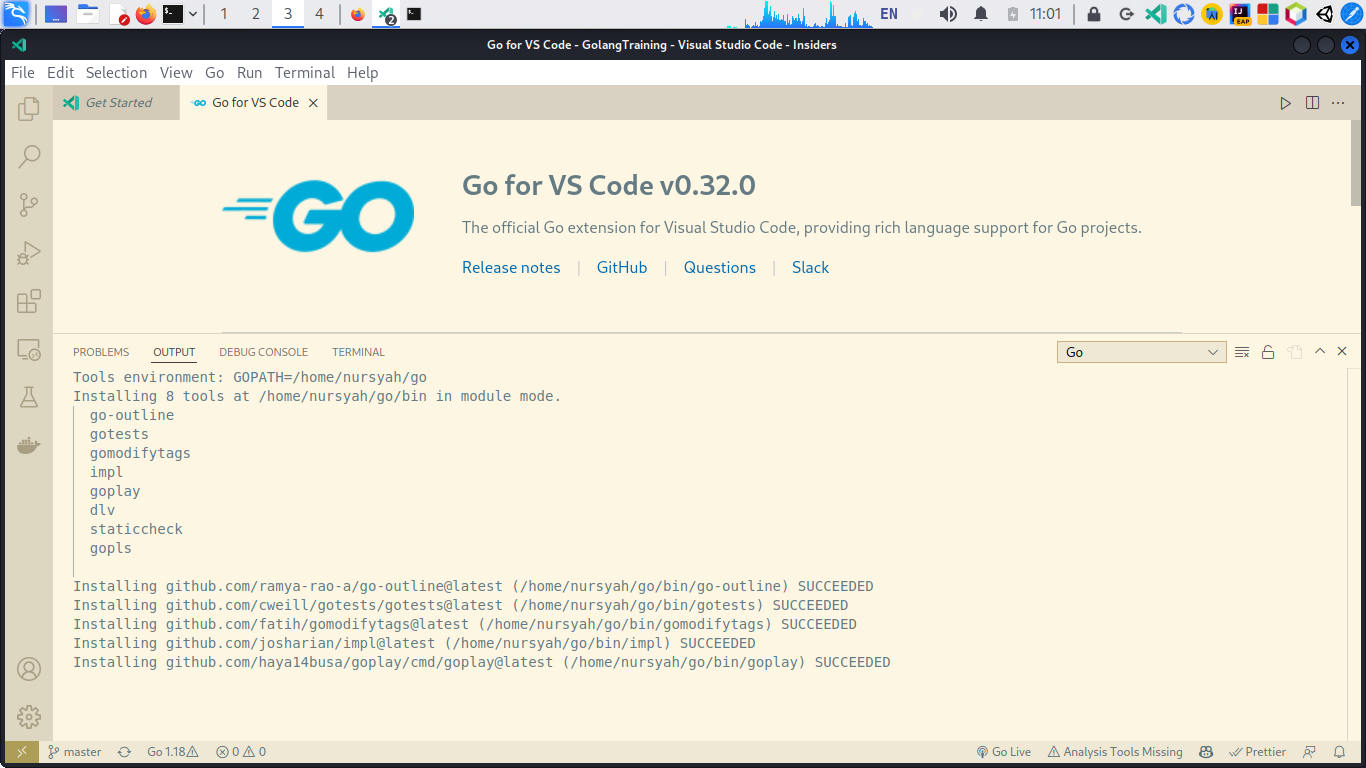 1 2 3 4 2 EN 11:01
Go for VS Code - GolangTraining - Visual Studio Code - Insiders
File Edit Selection View Go Run Terminal Help
Get Started Go for VS Code
GO
Go for VS Code v0.32.0
The official Go extension for Visual Studio Code, providing rich language support for Go projects.
Release notes | GitHub | Questions | Slack
PROBLEMS OUTPUT DEBUG CONSOLE TERMINAL Go
Tools environment: GOPATH=/home/nursyah/go
Installing 8 tools at /home/nursyah/go/bin in module mode.
go-outline
gotests
gomodifytags
impl
goplay
dlv
staticcheck
gopls
Installing github.com/ramya-rao-a/go-outline@latest (/home/nursyah/go/bin/go-outline) SUCCEEDED
Installing github.com/cweill/gotests/gotests@latest (/home/nursyah/go/bin/gotests) SUCCEEDED
Installing github.com/fatih/gomodifytags@latest (/home/nursyah/go/bin/gomodifytags) SUCCEEDED
Installing github.com/josharian/impl@latest (/home/nursyah/go/bin/impl) SUCCEEDED
Installing github.com/haya14busa/goplay/cmd/goplay@latest (/home/nursyah/go/bin/goplay) SUCCEEDED
master Go 1.18 0 0 Go Live Analysis Tools Missing Prettier